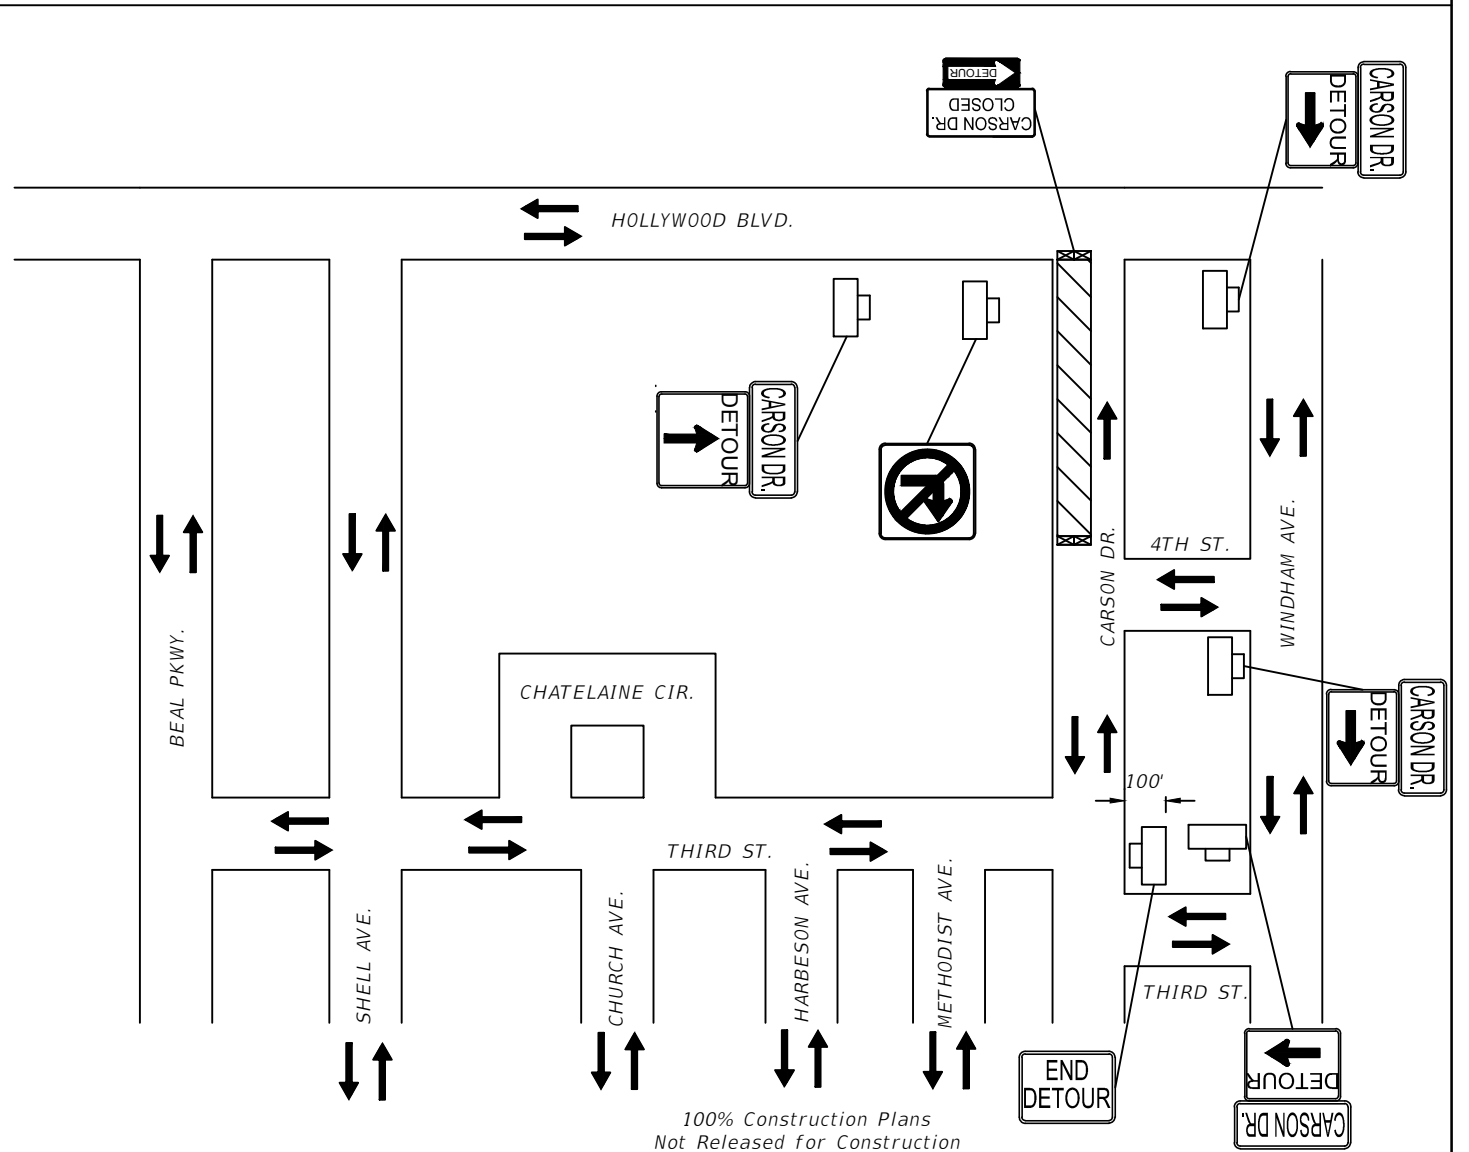 DETOUR
CARSON DR.
CLOSED
CARSON DR.
DETOUR
HOLLYWOOD BLVD.
CARSON DR.
DETOUR
4TH ST.
CARSON DR.
WINDHAM AVE.
BEAL PKWY.
CHATELAINE CIR.
CARSON DR.
DETOUR
100'
THIRD ST.
SHELL AVE.
CHURCH AVE.
HARBESON AVE.
METHODIST AVE.
THIRD ST.
END
DETOUR
CARSON DR.
DETOUR
100% Construction Plans
Not Released for Construction